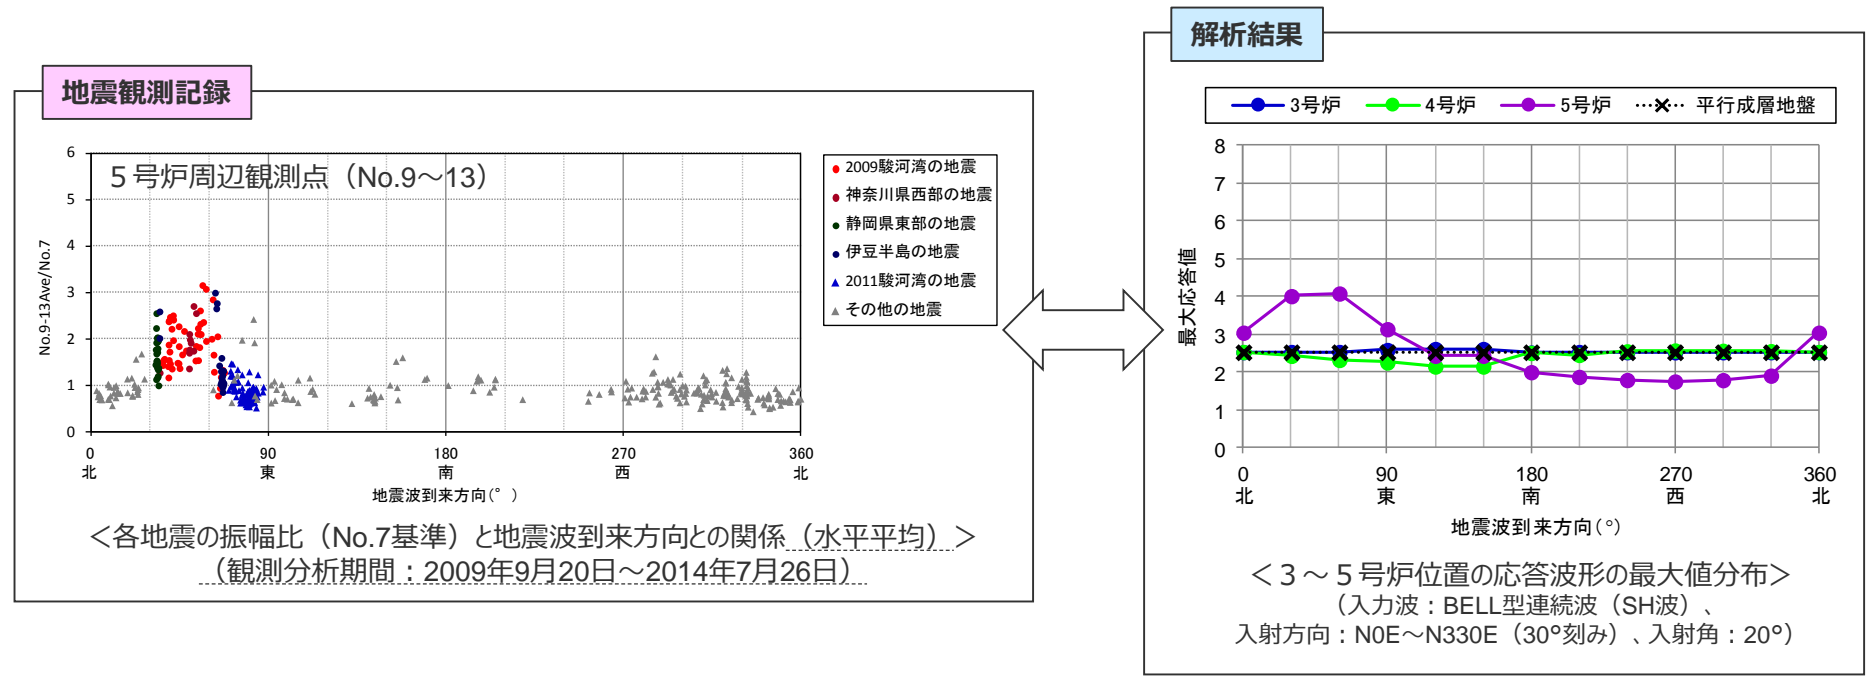 地震観測記録
5号炉周辺観測点（No.9～13）
No.9-13Ave/No.7
6
5
4
3
2
1
0
0
90
180
270
360
北
東
南
西
北
地震波到来方向(°)
2009駿河湾の地震
神奈川県西部の地震
静岡県東部の地震
伊豆半島の地震
2011駿河湾の地震
その他の地震
＜各地震の振幅比（No.7基準）と地震波到来方向との関係（水平平均）＞
（観測分析期間：2009年9月20日～2014年7月26日）
解析結果
3号炉
4号炉
5号炉
平行成層地盤
最大応答値
8
7
6
5
4
3
2
1
0
0
90
180
270
360
北
東
南
西
北
地震波到来方向(°)
＜3～5号炉位置の応答波形の最大値分布＞
（入力波：BELL型連続波（SH波）、
入射方向：N0E～N330E（30°刻み）、入射角：20°）